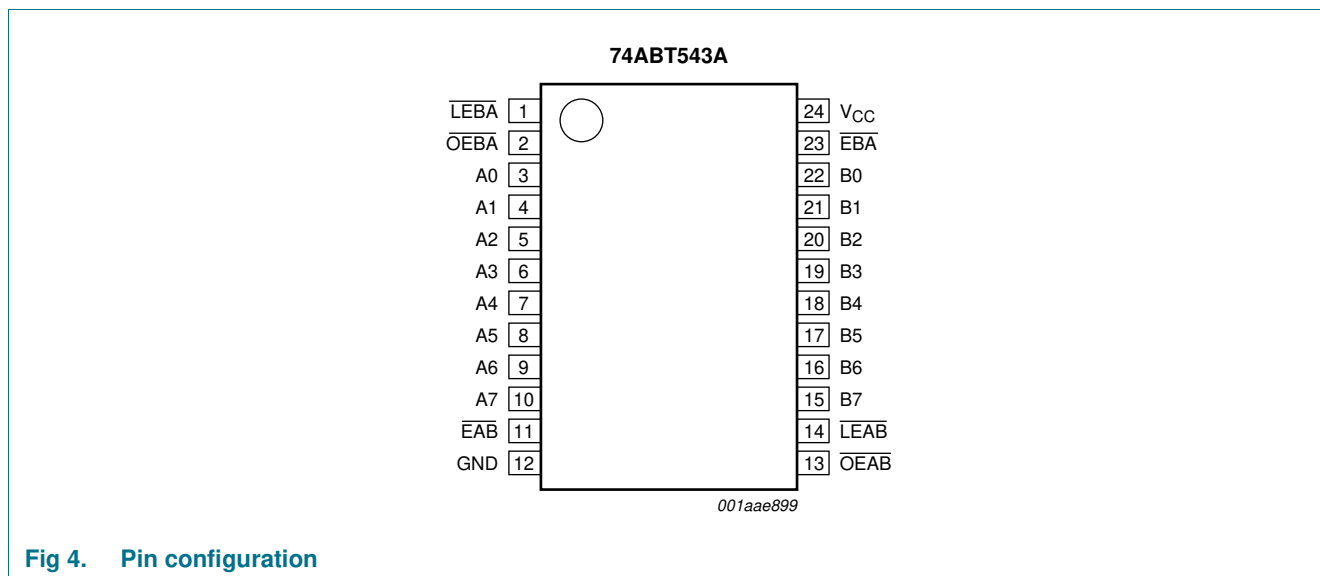 74ABT543A
LEBA 1 24 VCC
OEBA 2 23 EBA
A0 3 22 B0
A1 4 21 B1
A2 5 20 B2
A3 6 19 B3
A4 7 18 B4
A5 8 17 B5
A6 9 16 B6
A7 10 15 B7
EAB 11 14 LEAB
GND 12 13 OEAB
001aae899
Fig 4. Pin configuration